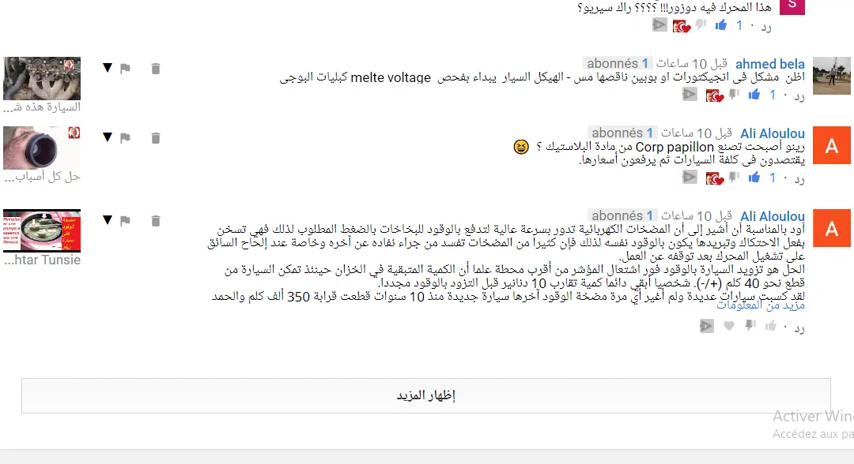 هذا المحرك فيه دوزور!!! ؟؟؟؟ راك سيريو؟
رد · 1
ahmed bela قبل 10 ساعات abonnés 1
اظن مشكل في انجيكتورات او بوبين ناقصها مس - الهيكل السيار يبداء بفحص melte voltage كبليات البوجي
رد · 1
السيارة هذه ش...
Ali Aloulou قبل 10 ساعات abonnés 1
رينو أصبحت تصنع Corp papillon من مادة البلاستيك ؟ 😆
يقتصدون في كلفة السيارات ثم يرفعون أسعارها.
رد · 1
حل كل أسباب...
Ali Aloulou قبل 10 ساعات abonnés 1
أود بالمناسبة أن أشير إلى أن المضخات الكهربائية تدور بسرعة عالية لتدفع بالوقود للبخاخات بالضغط المطلوب لذلك فهي تسخن
بفعل الاحتكاك وتبريدها يكون بالوقود نفسه لذلك فإن كثيرا من المضخات تفسد من جراء نفاده عن آخره وخاصة عند إلحاح السائق
على تشغيل المحرك بعد توقفه عن العمل.
الحل هو تزويد السيارة بالوقود فور اشتعال المؤشر من أقرب محطة علما أن الكمية المتبقية في الخزان حينئذ تمكن السيارة من
قطع نحو 40 كلم (+/-). شخصيا أبقي دائما كمية تقارب 10 دنانير قبل التزود بالوقود مجددا.
لقد كسبت سيارات عديدة ولم أغير أي مرة مضخة الوقود آخرها سيارة جديدة منذ 10 سنوات قطعت قرابة 350 ألف كلم والحمد
مزيد من المعلومات
رد ·
...htar Tunsie
إظهار المزيد
Activer Win
Accédez aux pa